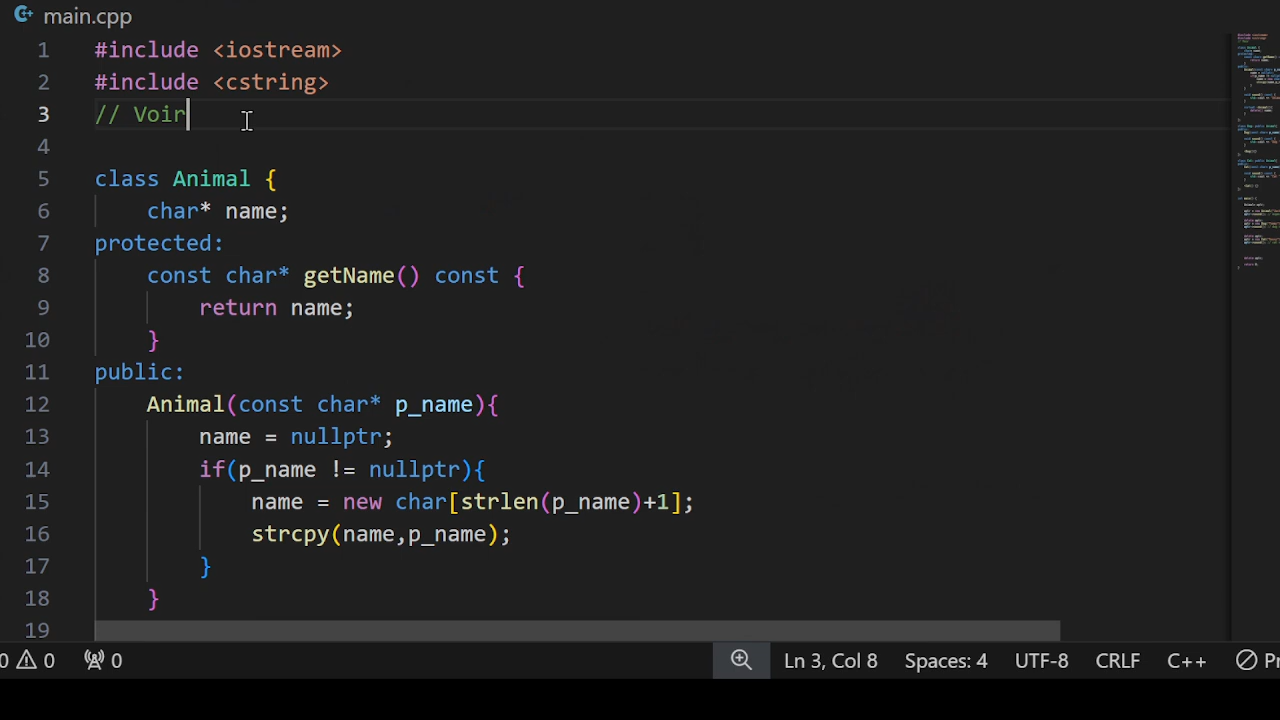 main.cpp
1 #include <iostream>
2 #include <cstring>
3 // Voir
4
5 class Animal {
6 char* name;
7 protected:
8 const char* getName() const {
9 return name;
10 }
11 public:
12 Animal(const char* p_name){
13 name = nullptr;
14 if(p_name != nullptr){
15 name = new char[strlen(p_name)+1];
16 strcpy(name,p_name);
17 }
18 }
19
0 0 0 Ln 3, Col 8 Spaces: 4 UTF-8 CRLF C++